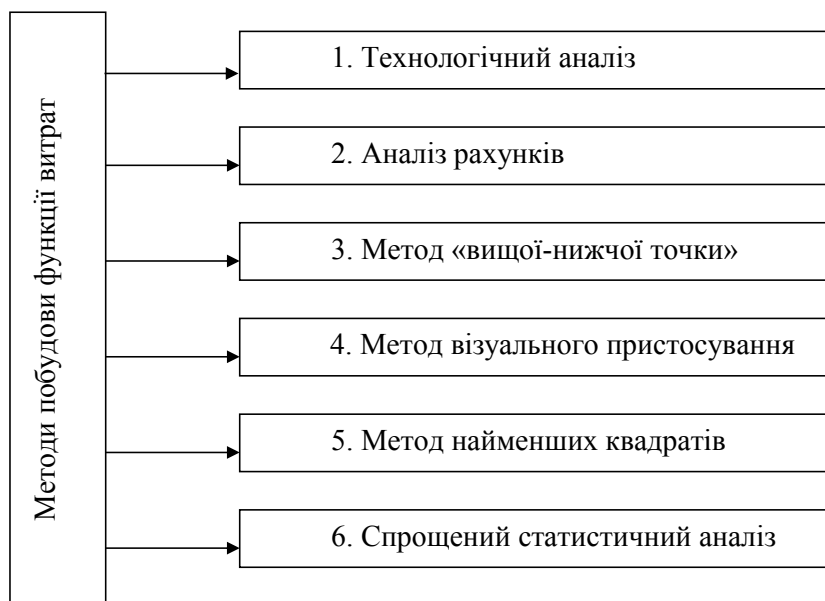 Методи побудови функції витрат
1. Технологічний аналіз
2. Аналіз рахунків
3. Метод «вищої-нижчої точки»
4. Метод візуального пристосування
5. Метод найменших квадратів
6. Спрощений статистичний аналіз